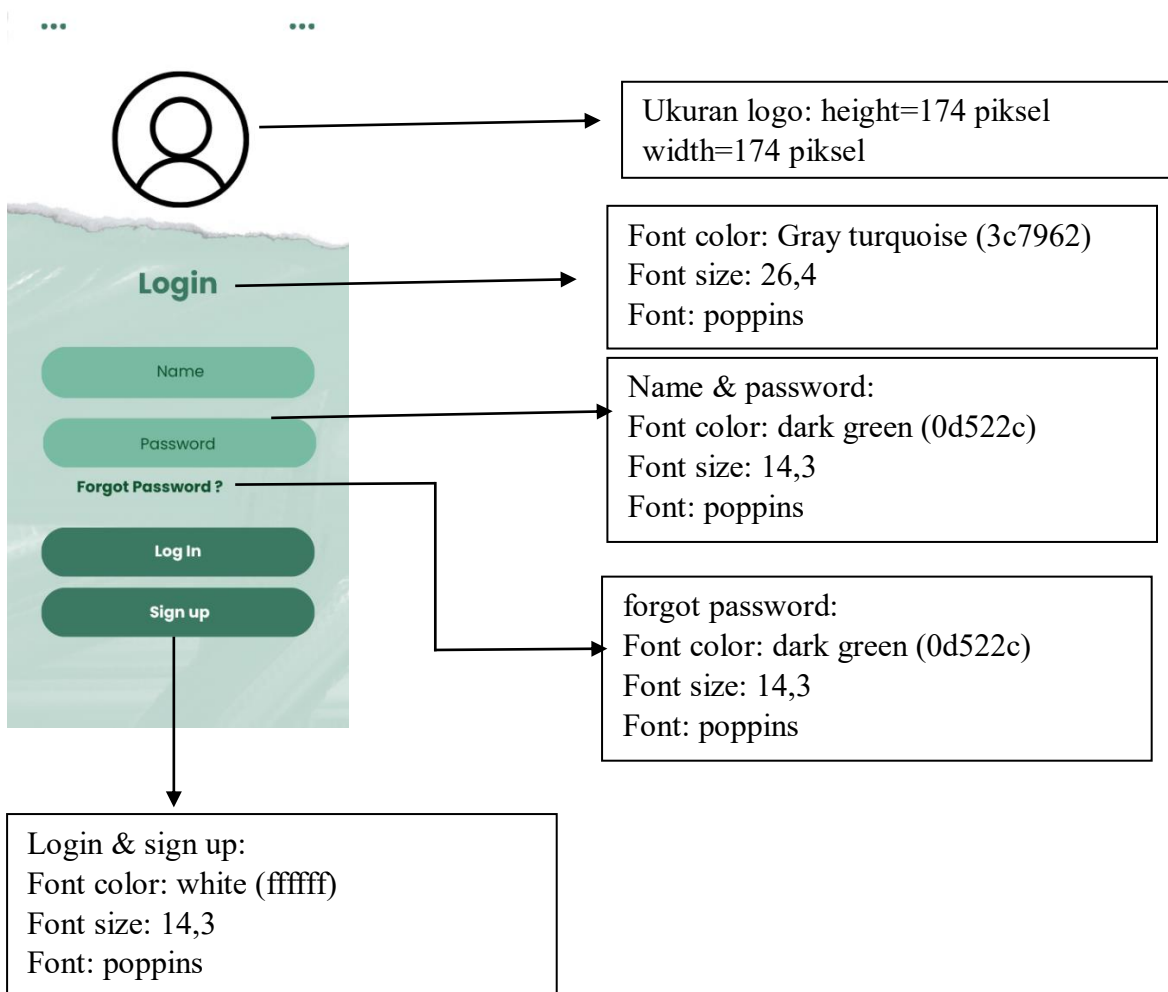 Login
Name
Password
Forgot Password ?
Log In
Sign up
Ukuran logo: height=174 piksel
width=174 piksel
Font color: Gray turquoise (3c7962)
Font size: 26,4
Font: poppins
Name & password:
Font color: dark green (0d522c)
Font size: 14,3
Font: poppins
forgot password:
Font color: dark green (0d522c)
Font size: 14,3
Font: poppins
Login & sign up:
Font color: white (ffffff)
Font size: 14,3
Font: poppins